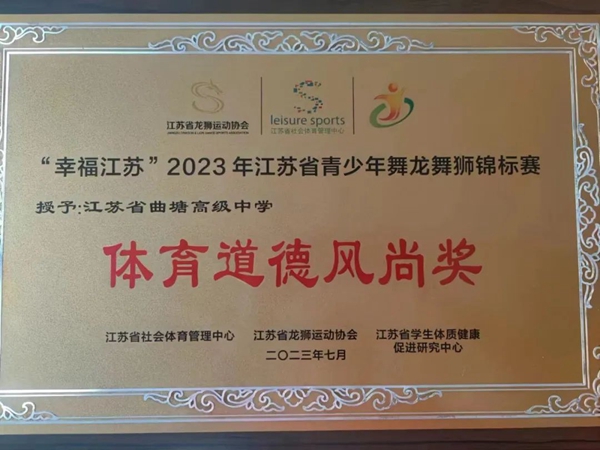 江苏省龙狮运动协会
leisure sports
江苏省社会体育管理中心
“幸福江苏”2023年江苏省青少年舞龙舞狮锦标赛
授予:江苏省曲塘高级中学
体育道德风尚奖
江苏省社会体育管理中心 江苏省龙狮运动协会 江苏省学生体质健康
促进研究中心
二〇二三年七月